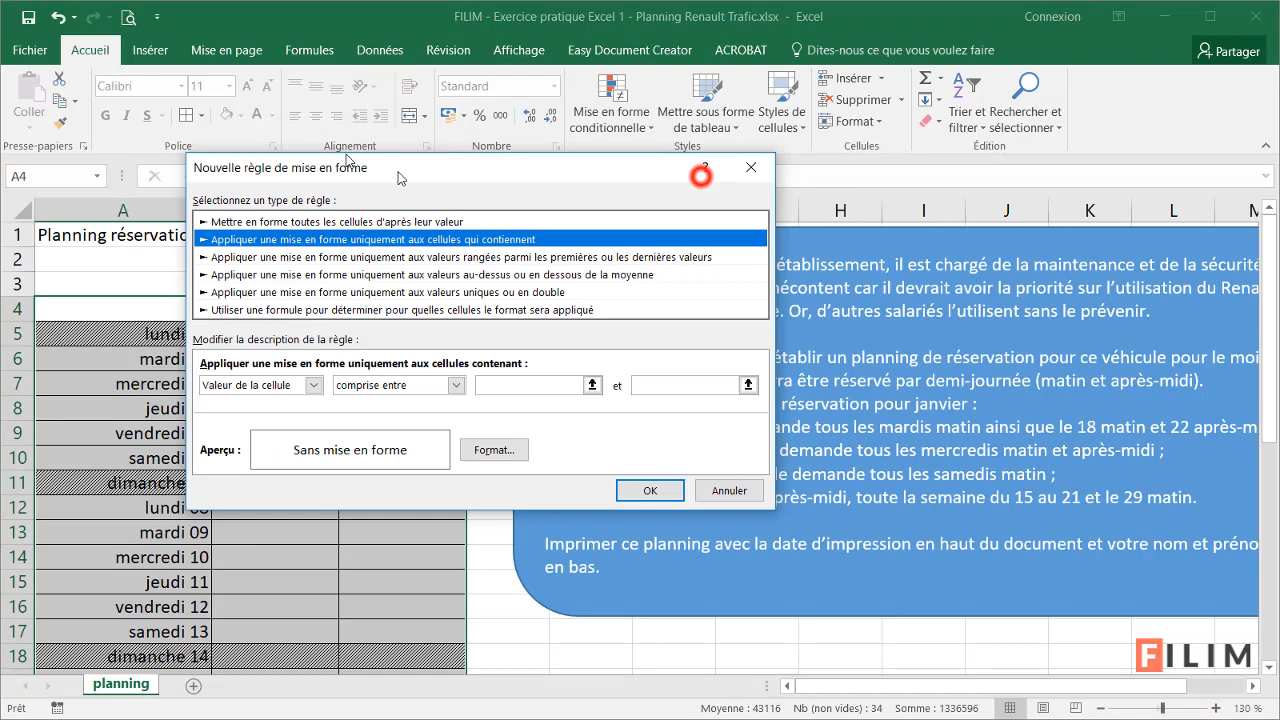 FILIM - Exercice pratique Excel 1 - Planning Renault Trafic.xlsx - Excel
Connexion
Fichier Accueil Insérer Mise en page Formules Données Révision Affichage Easy Document Creator ACROBAT Dites-nous ce que vous voulez faire Partager
Coller
Calibri 11
G I S
Standard
% 000
Mise en forme conditionnelle
Mettre sous forme de tableau
Styles de cellules
Insérer
Supprimer
Format
Trier et filtrer
Rechercher et sélectionner
Presse-papiers Police Alignement Nombre Styles Cellules Édition
A4
Nouvelle règle de mise en forme
Sélectionnez un type de règle :
► Mettre en forme toutes les cellules d'après leur valeur
► Appliquer une mise en forme uniquement aux cellules qui contiennent
► Appliquer une mise en forme uniquement aux valeurs rangées parmi les premières ou les dernières valeurs
► Appliquer une mise en forme uniquement aux valeurs au-dessus ou en dessous de la moyenne
► Appliquer une mise en forme uniquement aux valeurs uniques ou en double
► Utiliser une formule pour déterminer pour quelles cellules le format sera appliqué
Modifier la description de la règle :
Appliquer une mise en forme uniquement aux cellules contenant :
Valeur de la cellule comprise entre et
Aperçu : Sans mise en forme Format...
OK Annuler
A H I J K L M
1 Planning réservatio
2
3
4
5 lundi
6 mardi
7 mercredi
8 jeudi
9 vendredi
10 samedi
11 dimanche
12 lundi 08
13 mardi 09
14 mercredi 10
15 jeudi 11
16 vendredi 12
17 samedi 13
18 dimanche 14
établissement, il est chargé de la maintenance et de la sécurité
mécontent car il devrait avoir la priorité sur l'utilisation du Rena
e. Or, d'autres salariés l'utilisent sans le prévenir.
établir un planning de réservation pour ce véhicule pour le moi
rra être réservé par demi-journée (matin et après-midi).
réservation pour janvier :
ande tous les mardis matin ainsi que le 18 matin et 22 après-m
demande tous les mercredis matin et après-midi ;
le demande tous les samedis matin ;
près-midi, toute la semaine du 15 au 21 et le 29 matin.
Imprimer ce planning avec la date d'impression en haut du document et votre nom et préno
en bas.
FILIM
planning
Prêt
Moyenne : 43116 Nb (non vides) : 34 Somme : 1336596
130 %